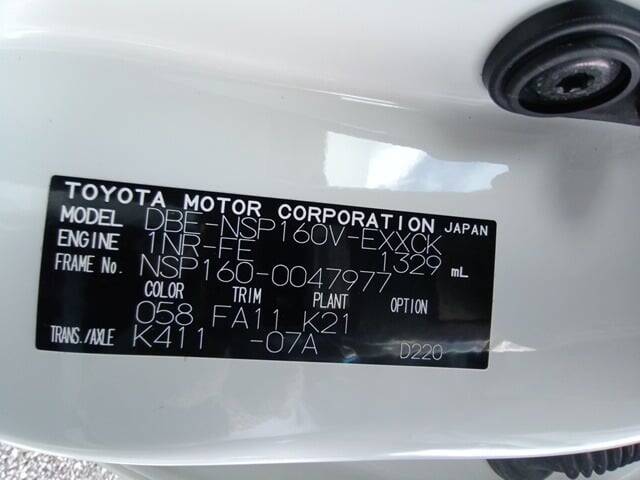 TOYOTA MOTOR CORPORATION JAPAN
MODEL DBE-NSP160V-EXXCK
ENGINE 1NR-FE 1329 mL
FRAME No. NSP160-0047977
COLOR TRIM PLANT OPTION
058 FA11 K21
TRANS./AXLE K411 -07A D220